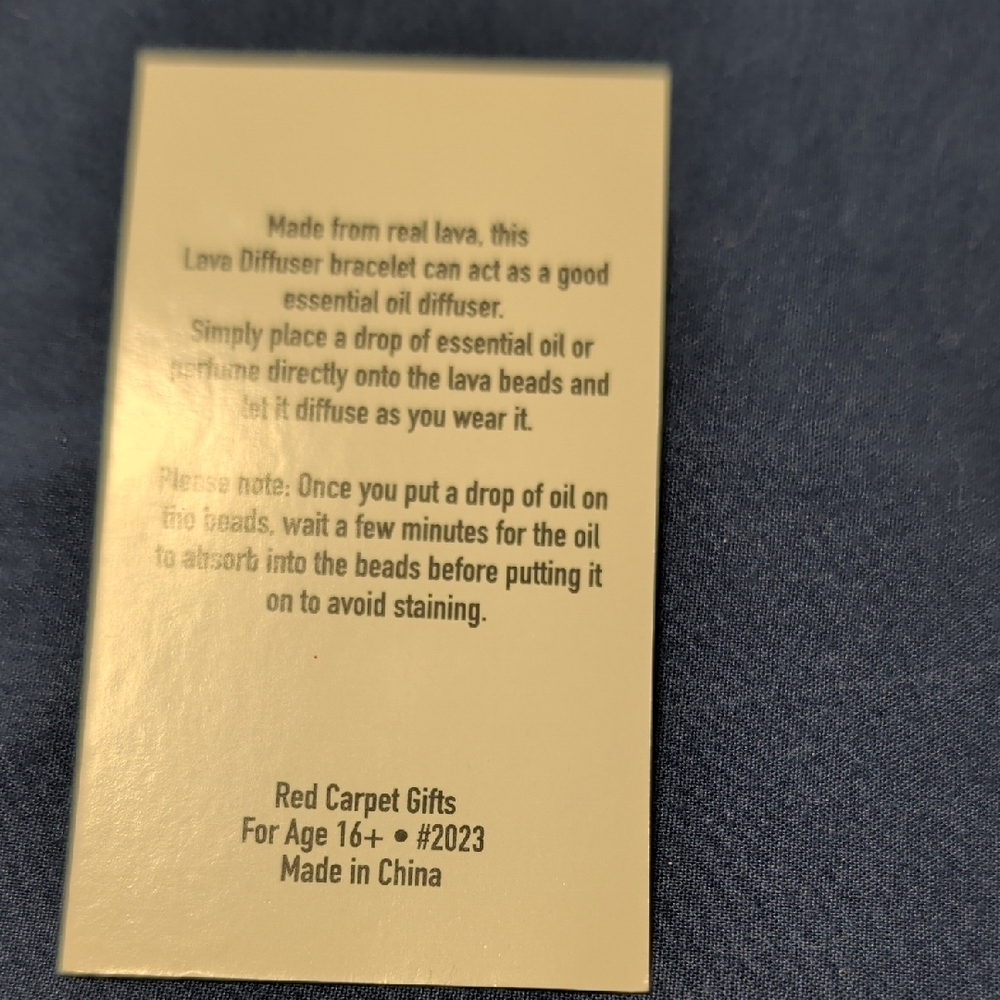 Made from real lava, this
Lava Diffuser bracelet can act as a good
essential oil diffuser.
Simply place a drop of essential oil or
perfume directly onto the lava beads and
let it diffuse as you wear it.
Please note: Once you put a drop of oil on
the beads, wait a few minutes for the oil
to absorb into the beads before putting it
on to avoid staining.
Red Carpet Gifts
For Age 16+ • #2023
Made in China